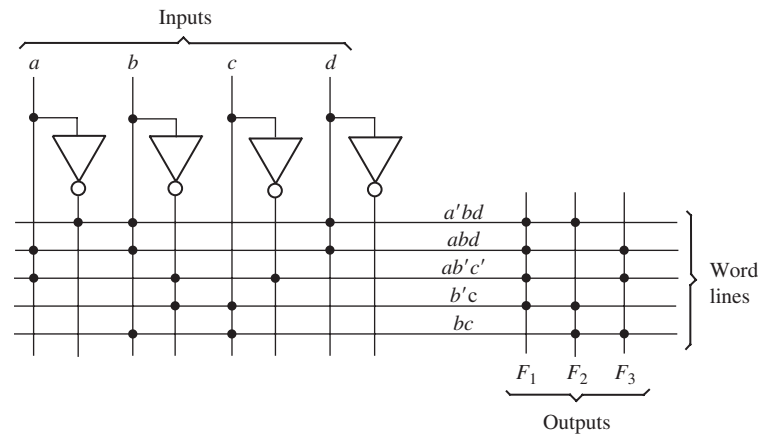 Inputs
a b c d
a′bd
abd
ab′c′
b′c
bc
Word
lines
F₁ F₂ F₃
Outputs